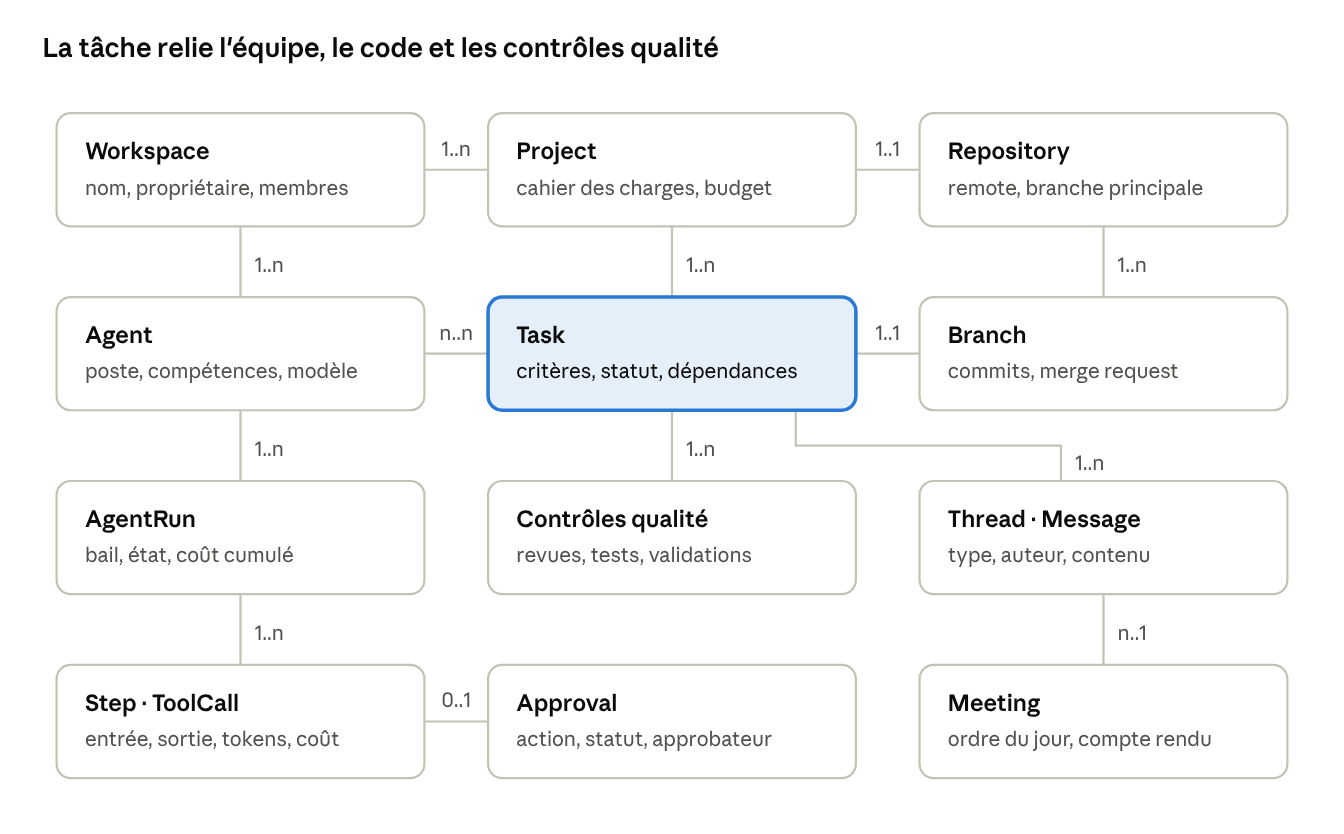 La tâche relie l'équipe, le code et les contrôles qualité
Workspace
nom, propriétaire, membres
1..n
Project
cahier des charges, budget
1..1
Repository
remote, branche principale
1..n
1..n
1..n
Agent
poste, compétences, modèle
n..n
Task
critères, statut, dépendances
1..1
Branch
commits, merge request
1..n
1..n
1..n
AgentRun
bail, état, coût cumulé
Contrôles qualité
revues, tests, validations
Thread · Message
type, auteur, contenu
1..n
n..1
Step · ToolCall
entrée, sortie, tokens, coût
0..1
Approval
action, statut, approbateur
Meeting
ordre du jour, compte rendu